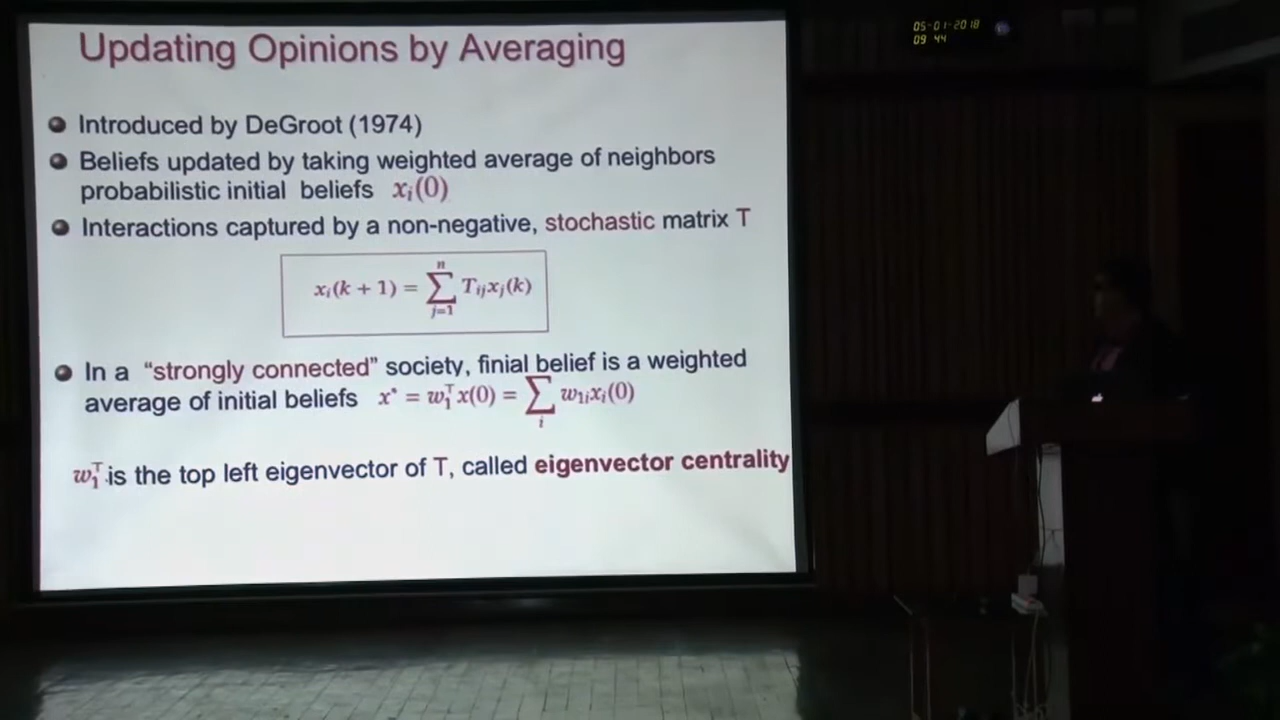 Updating Opinions by Averaging
05-01-2018
09 44
Introduced by DeGroot (1974)
Beliefs updated by taking weighted average of neighbors
probabilistic initial beliefs xᵢ(0)
Interactions captured by a non-negative, stochastic matrix T
xᵢ(k + 1) = ∑ⱼ₌₁ⁿ Tᵢⱼxⱼ(k)
In a “strongly connected” society, finial belief is a weighted
average of initial beliefs x* = w₁ᵀx(0) = ∑ᵢ w₁ᵢxᵢ(0)
w₁ᵀ is the top left eigenvector of T, called eigenvector centrality